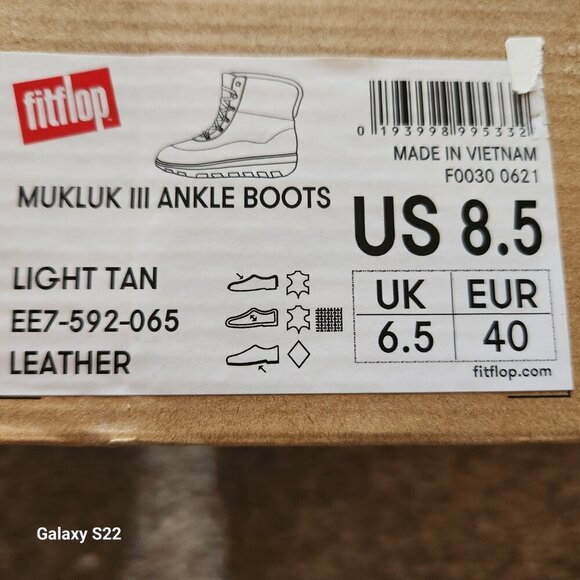 fitflop
0 193998 995332
MADE IN VIETNAM
F0030 0621
MUKLUK III ANKLE BOOTS
US 8.5
LIGHT TAN
EE7-592-065
LEATHER
UK EUR
6.5 40
fitflop.com
Galaxy S22